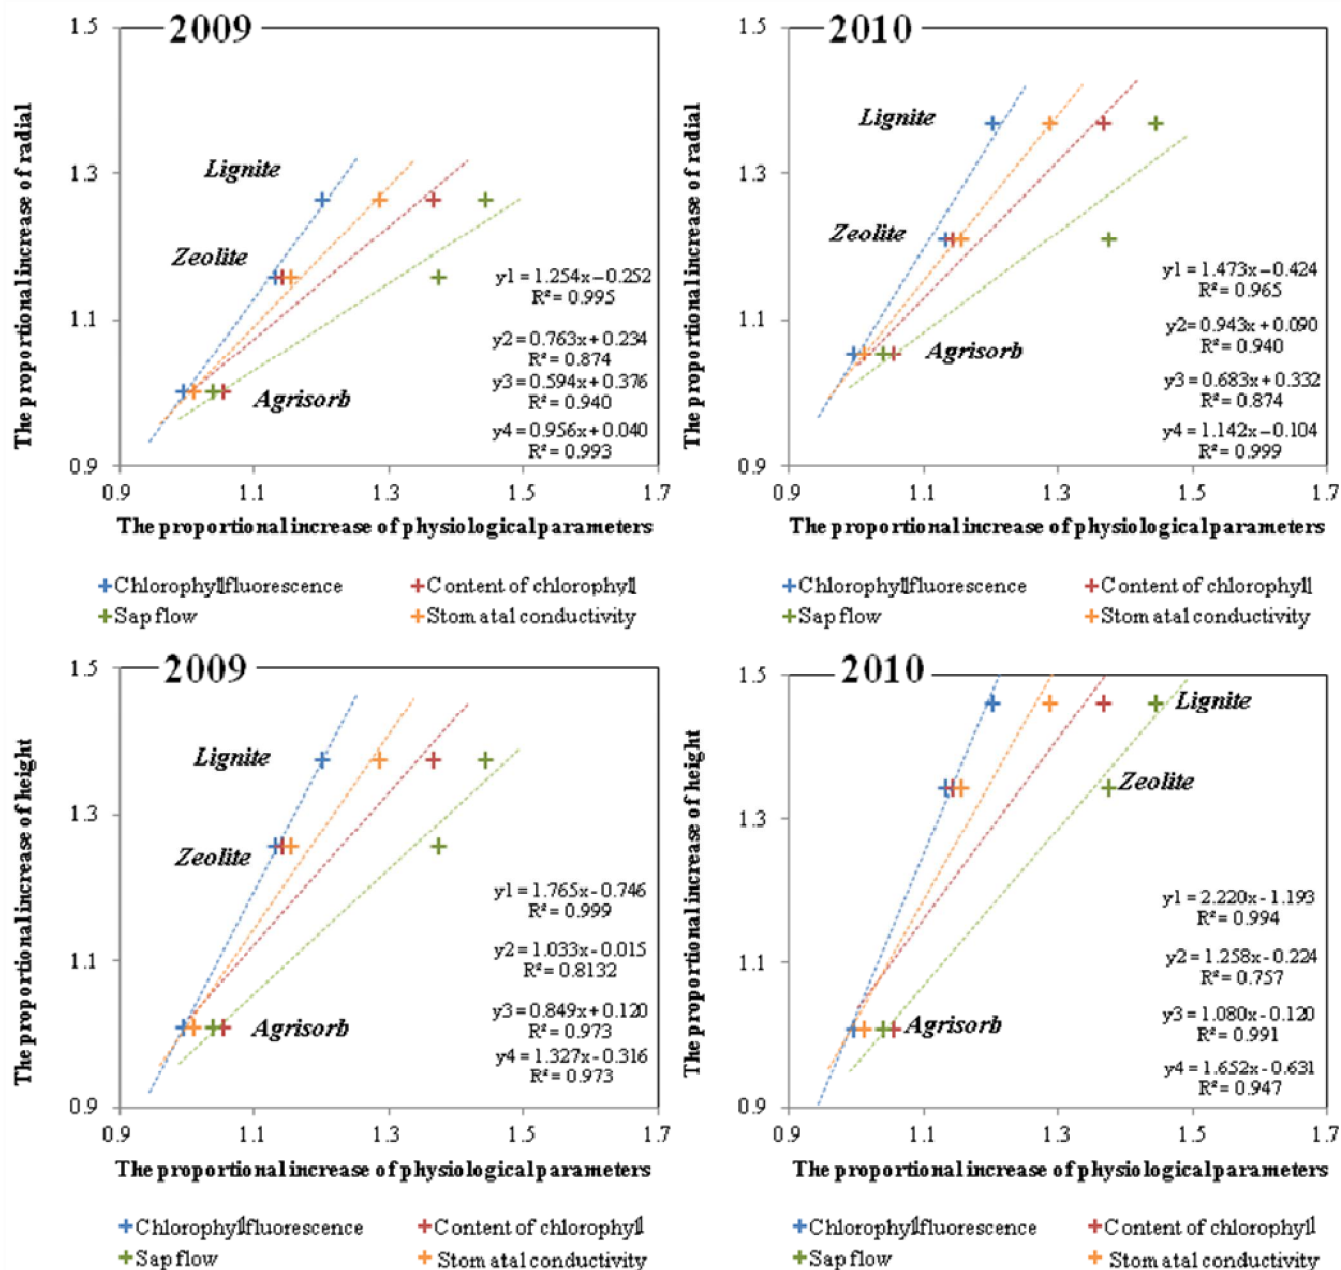 2009
1.5
1.3
1.1
0.9
The proportional increase of radial
Lignite
Zeolite
Agrisorb
y1 = 1.254x – 0.252
R² = 0.995
y2 = 0.763x + 0.234
R² = 0.874
y3 = 0.594x + 0.376
R² = 0.940
y4 = 0.956x + 0.040
R² = 0.993
0.9 1.1 1.3 1.5 1.7
The proportional increase of physiological parameters
Chlorophyll fluorescence Content of chlorophyll
Sap flow Stomatal conductivity
2010
1.5
1.3
1.1
0.9
The proportional increase of radial
Lignite
Zeolite
Agrisorb
y1 = 1.473x – 0.424
R² = 0.965
y2 = 0.943x + 0.090
R² = 0.940
y3 = 0.683x + 0.332
R² = 0.874
y4 = 1.142x – 0.104
R² = 0.999
0.9 1.1 1.3 1.5 1.7
The proportional increase of physiological parameters
Chlorophyll fluorescence Content of chlorophyll
Sap flow Stomatal conductivity
2009
1.5
1.3
1.1
0.9
The proportional increase of height
Lignite
Zeolite
Agrisorb
y1 = 1.765x - 0.746
R² = 0.999
y2 = 1.033x - 0.015
R² = 0.8132
y3 = 0.849x + 0.120
R² = 0.973
y4 = 1.327x - 0.316
R² = 0.973
0.9 1.1 1.3 1.5 1.7
The proportional increase of physiological parameters
Chlorophyll fluorescence Content of chlorophyll
Sap flow Stomatal conductivity
2010
1.5
1.3
1.1
0.9
The proportional increase of height
Lignite
Zeolite
Agrisorb
y1 = 2.220x - 1.193
R² = 0.994
y2 = 1.258x - 0.224
R² = 0.757
y3 = 1.080x - 0.120
R² = 0.991
y4 = 1.652x - 0.631
R² = 0.947
0.9 1.1 1.3 1.5 1.7
The proportional increase of physiological parameters
Chlorophyll fluorescence Content of chlorophyll
Sap flow Stomatal conductivity